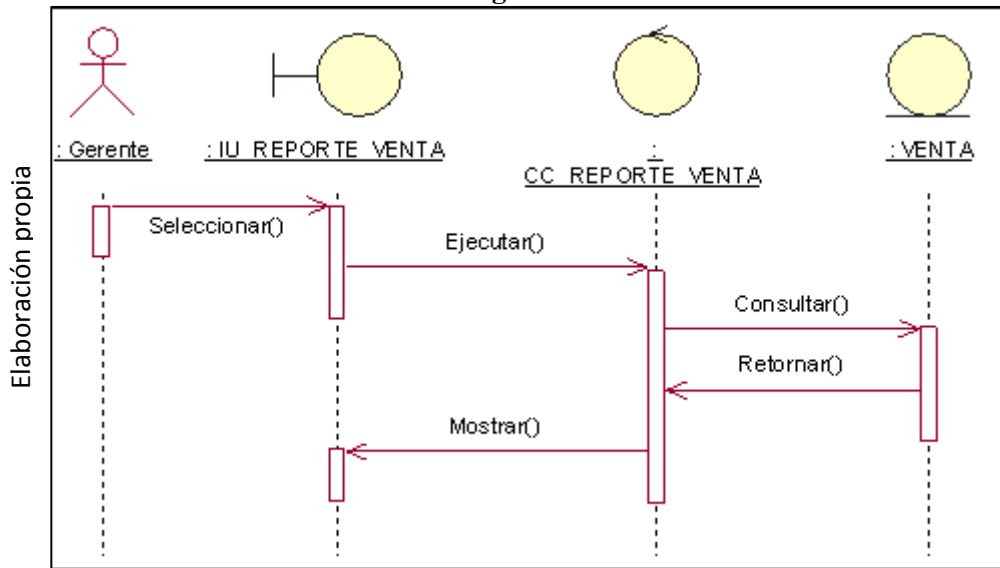 : Gerente
: IU_REPORTE_VENTA
:
CC_REPORTE_VENTA
: VENTA
Seleccionar()
Ejecutar()
Consultar()
Retornar()
Mostrar()
Elaboración propia